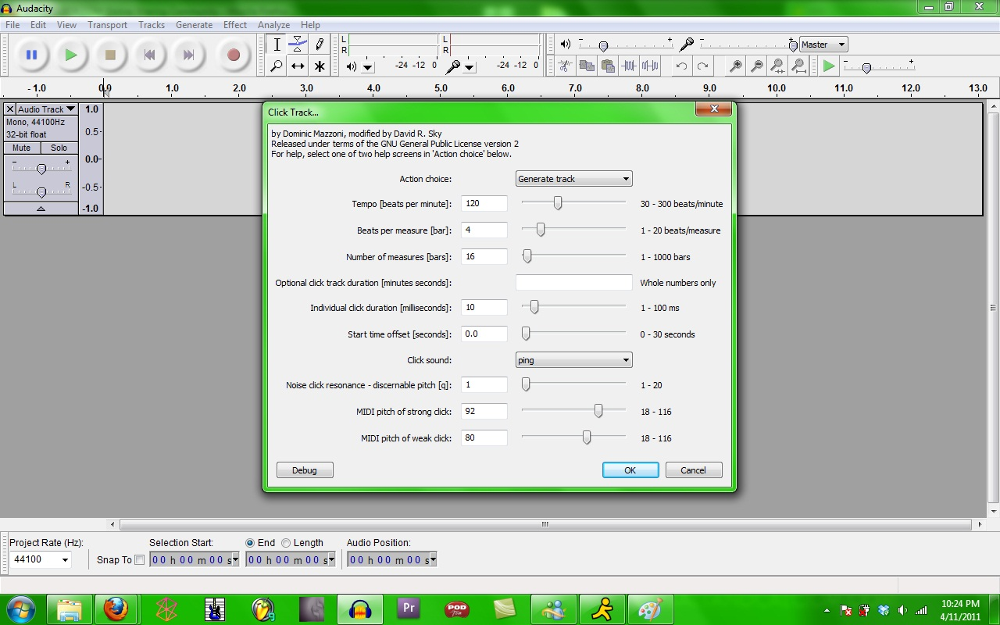 Audacity
File Edit View Transport Tracks Generate Effect Analyze Help
L
R
-24 -12 0
L
R
-24 -12 0
- +
- +
Master
- +
- 1.0 0.0 1.0 2.0 3.0 4.0 5.0 6.0 7.0 8.0 9.0 10.0 11.0 12.0 13.0
X Audio Track
Mono, 44100Hz
32-bit float
Mute Solo
- +
L R
1.0
0.5-
0.0-
-0.5-
-1.0
Click Track...
by Dominic Mazzoni, modified by David R. Sky
Released under terms of the GNU General Public License version 2
For help, select one of two help screens in 'Action choice' below.
Action choice: Generate track
Tempo [beats per minute]: 120 30 - 300 beats/minute
Beats per measure [bar]: 4 1 - 20 beats/measure
Number of measures [bars]: 16 1 - 1000 bars
Optional click track duration [minutes seconds]: Whole numbers only
Individual click duration [milliseconds]: 10 1 - 100 ms
Start time offset [seconds]: 0.0 0 - 30 seconds
Click sound: ping
Noise click resonance - discernable pitch [q]: 1 1 - 20
MIDI pitch of strong click: 92 18 - 116
MIDI pitch of weak click: 80 18 - 116
Debug OK Cancel
Project Rate (Hz):
44100
Snap To
Selection Start:
00 h 00 m 00 s
End Length
00 h 00 m 00 s
Audio Position:
00 h 00 m 00 s
Pr
POD
10:24 PM
4/11/2011